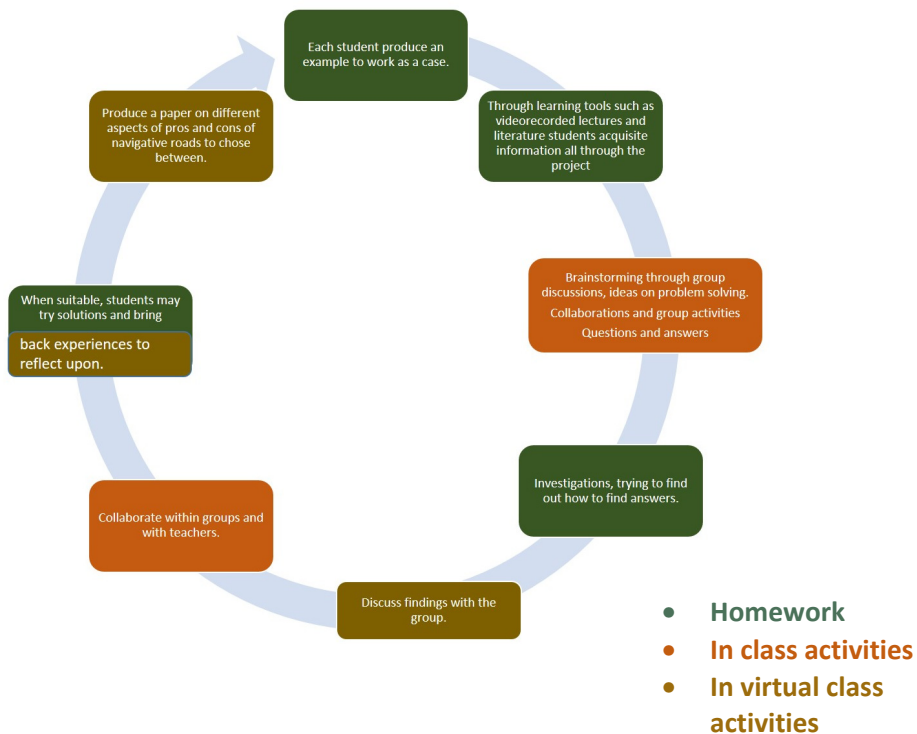 Each student produce an
example to work as a case.
Through learning tools such as
videorecorded lectures and
literature students acquisite
information all through the
project
Brainstorming through group
discussions, ideas on problem solving.
Collaborations and group activities
Questions and answers
Investigations, trying to find
out how to find answers.
Discuss findings with the
group.
Collaborate within groups and
with teachers.
When suitable, students may
try solutions and bring
back experiences to
reflect upon.
Produce a paper on different
aspects of pros and cons of
navigative roads to chose
between.
• Homework
• In class activities
• In virtual class
activities